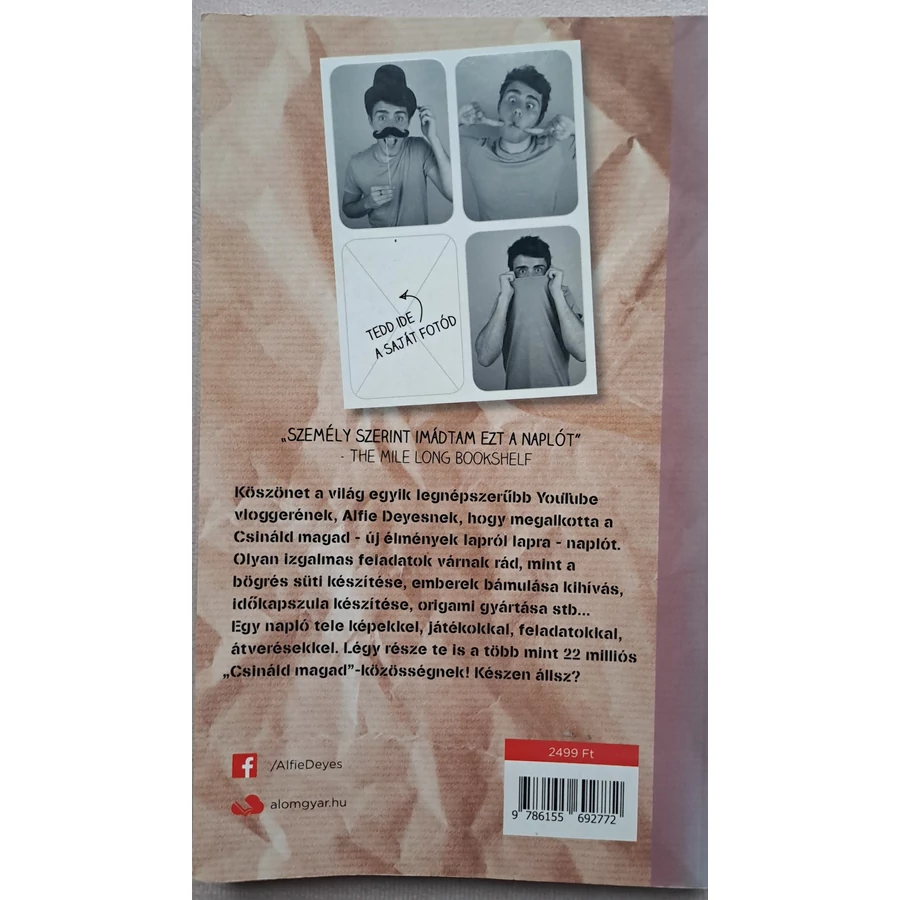 TEDD IDE
A SAJÁT FOTÓD
„SZEMÉLY SZERINT IMÁDTAM EZT A NAPLÓT”
- THE MILE LONG BOOKSHELF
Köszönet a világ egyik legnépszerűbb YouTube
vloggerének, Alfie Deyesnek, hogy megalkotta a
Csináld magad - új élmények lapról lapra - naplót.
Olyan izgalmas feladatok várnak rád, mint a
bögrés süti készítése, emberek bámulása kihívás,
időkapszula készítése, origami gyártása stb...
Egy napló tele képekkel, játékokkal, feladatokkal,
átverésekkel. Légy része te is a több mint 22 milliós
„Csináld magad”-közösségnek! Készen állsz?
2499 Ft
f /AlfieDeyes
alomgyar.hu
9 786155 692772